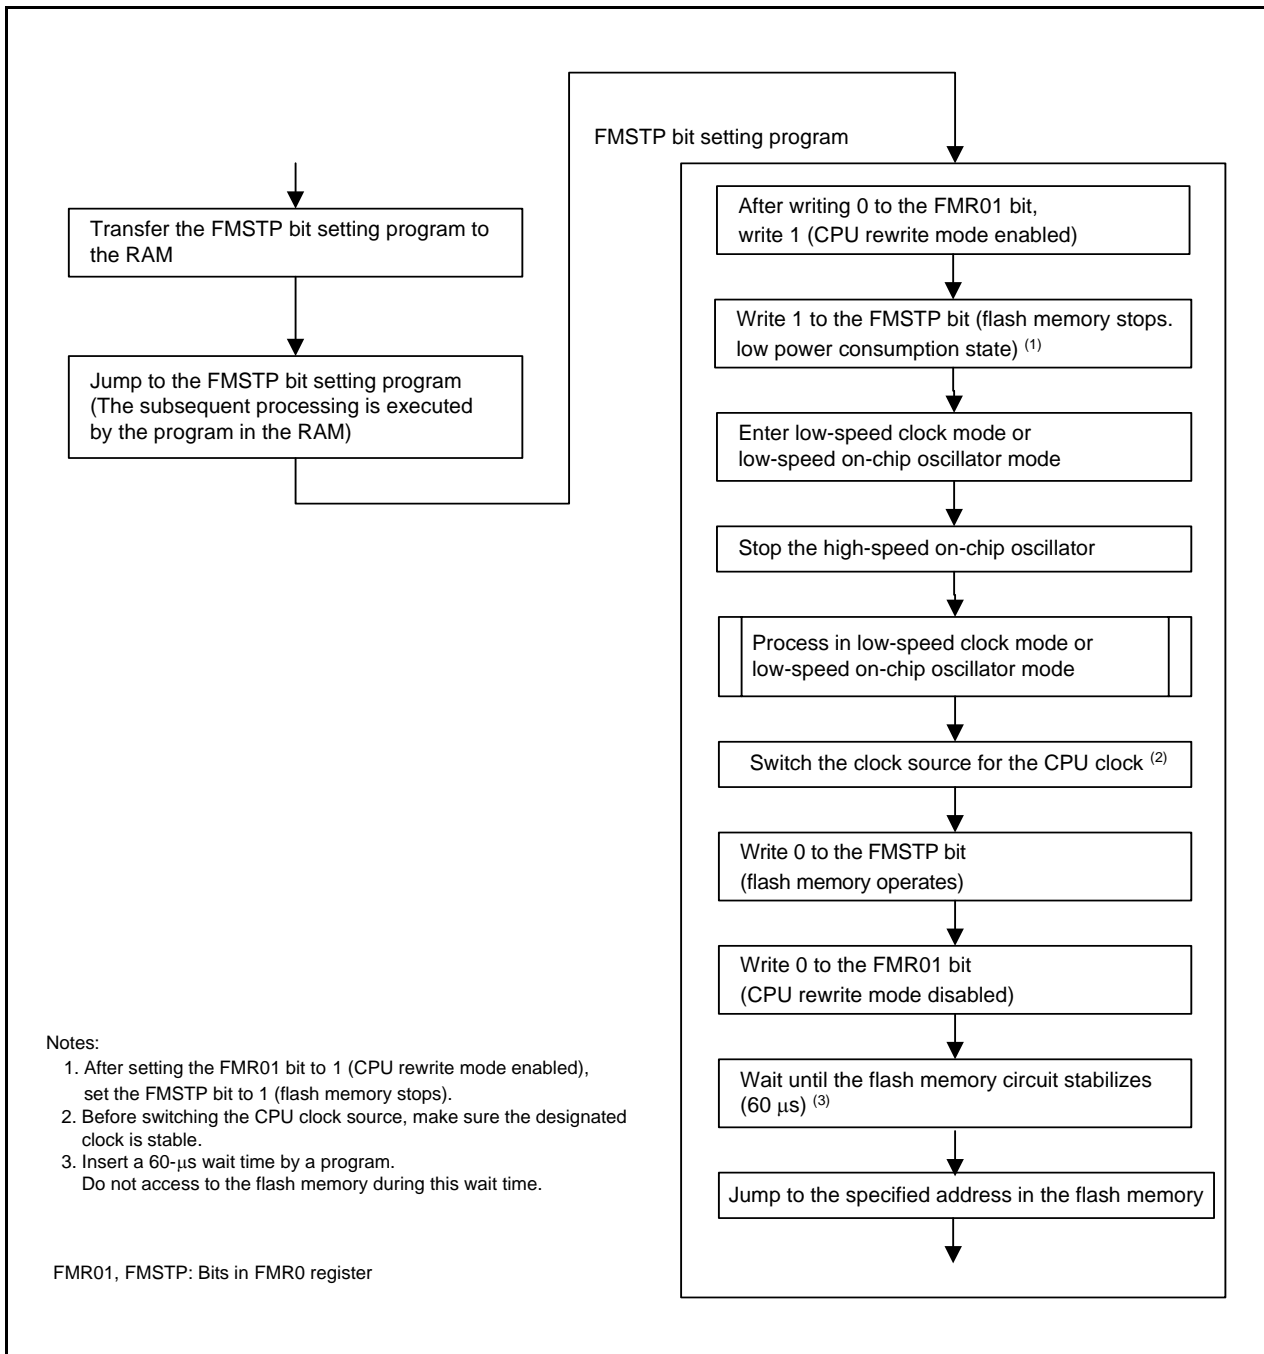 Transfer the FMSTP bit setting program to
the RAM
Jump to the FMSTP bit setting program
(The subsequent processing is executed
by the program in the RAM)
FMSTP bit setting program
After writing 0 to the FMR01 bit,
write 1 (CPU rewrite mode enabled)
Write 1 to the FMSTP bit (flash memory stops.
low power consumption state) (1)
Enter low-speed clock mode or
low-speed on-chip oscillator mode
Stop the high-speed on-chip oscillator
Process in low-speed clock mode or
low-speed on-chip oscillator mode
Switch the clock source for the CPU clock (2)
Write 0 to the FMSTP bit
(flash memory operates)
Write 0 to the FMR01 bit
(CPU rewrite mode disabled)
Wait until the flash memory circuit stabilizes
(60 μs) (3)
Jump to the specified address in the flash memory
Notes:
1. After setting the FMR01 bit to 1 (CPU rewrite mode enabled),
set the FMSTP bit to 1 (flash memory stops).
2. Before switching the CPU clock source, make sure the designated
clock is stable.
3. Insert a 60-μs wait time by a program.
Do not access to the flash memory during this wait time.
FMR01, FMSTP: Bits in FMR0 register